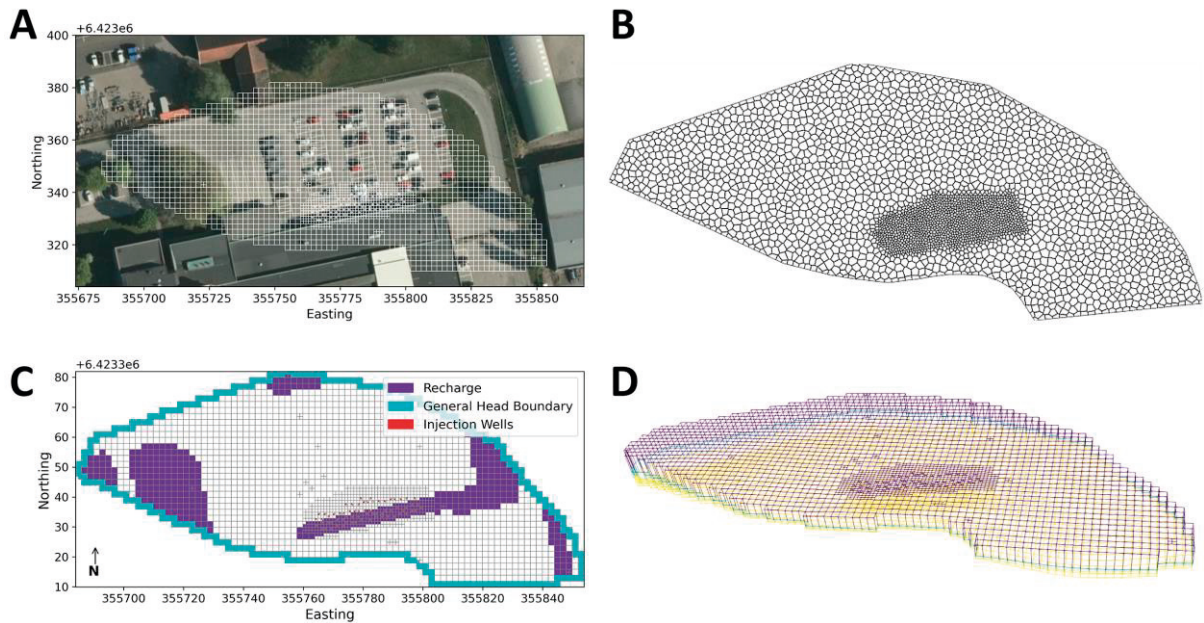 A
+6.423e6
400
380
360
340
320
Northing
355675 355700 355725 355750 355775 355800 355825 355850
Easting
B
C
+6.4233e6
80
70
60
50
40
30
20
10
Northing
Recharge
General Head Boundary
Injection Wells
N
355700 355720 355740 355760 355780 355800 355820 355840
Easting
D